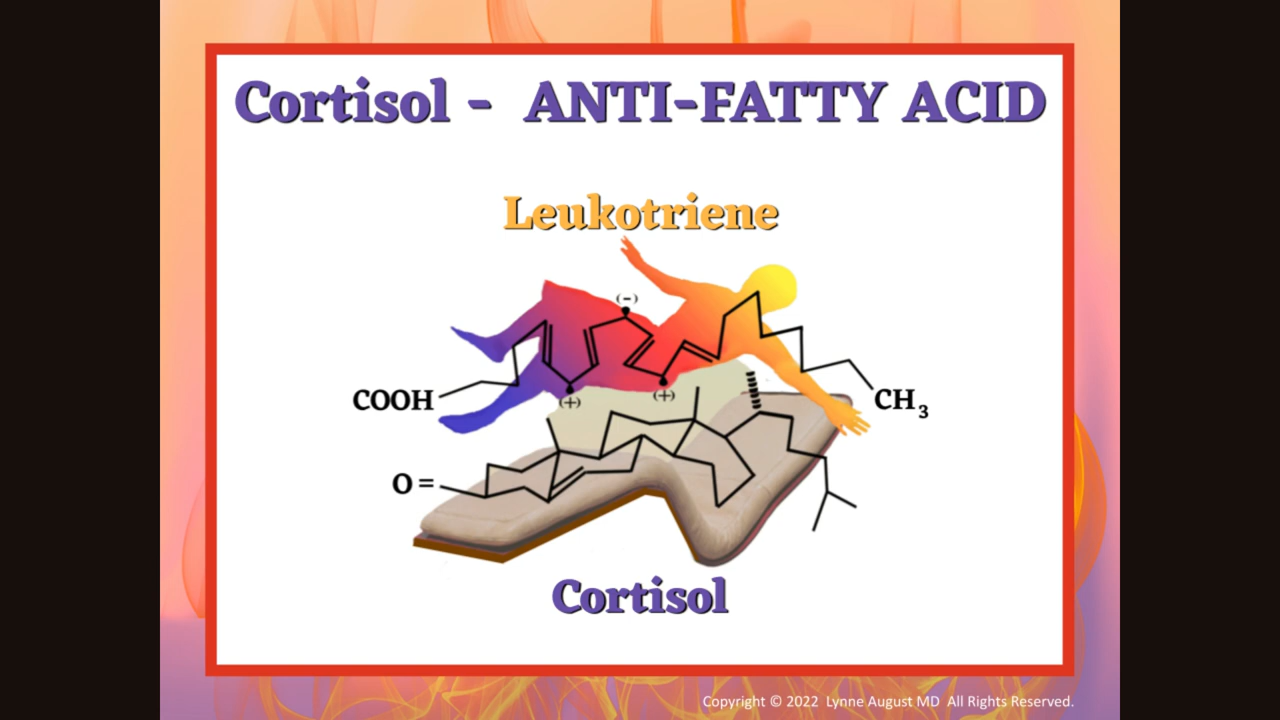 Cortisol - ANTI-FATTY ACID
Leukotriene
(-)
COOH
(+)
(+)
CH3
O=
Cortisol
Copyright © 2022 Lynne August MD All Rights Reserved.